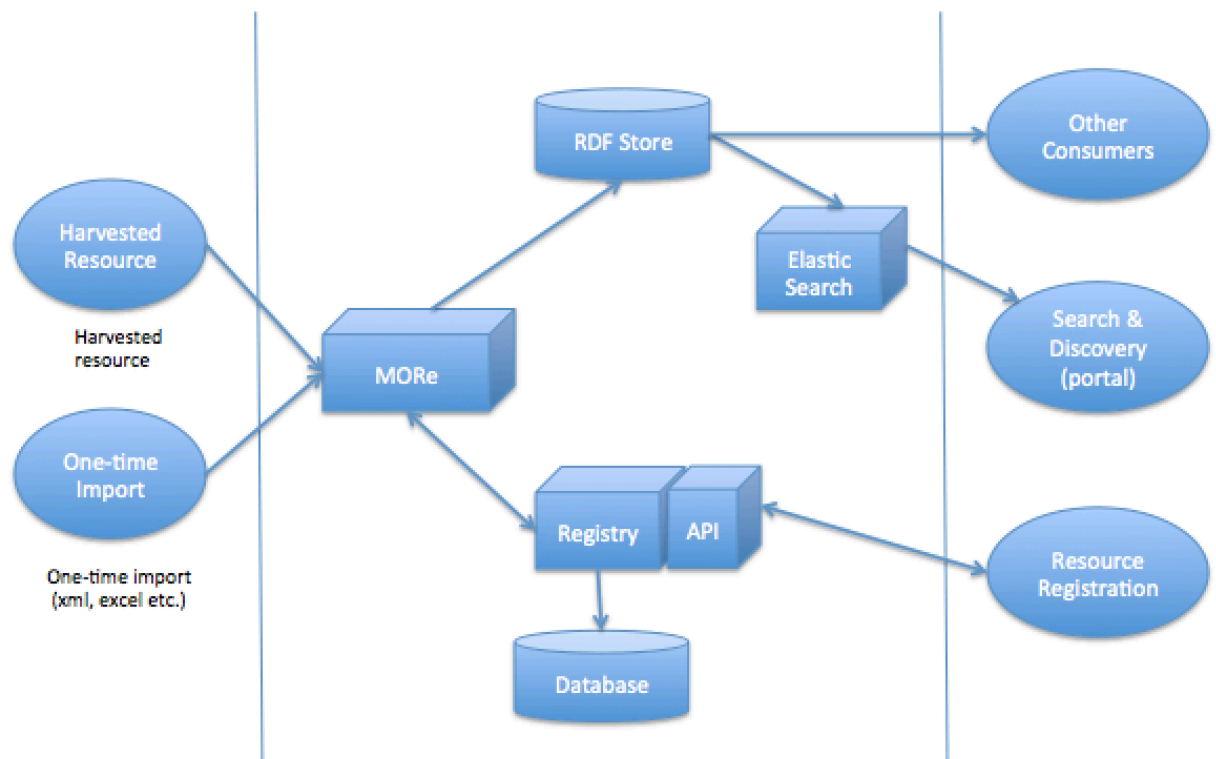 RDF Store
Other
Consumers
Harvested
Resource
Elastic
Search
Harvested
resource
MORe
Search &
Discovery
(portal)
One-time
Import
Registry
API
One-time import
(xml, excel etc.)
Resource
Registration
Database